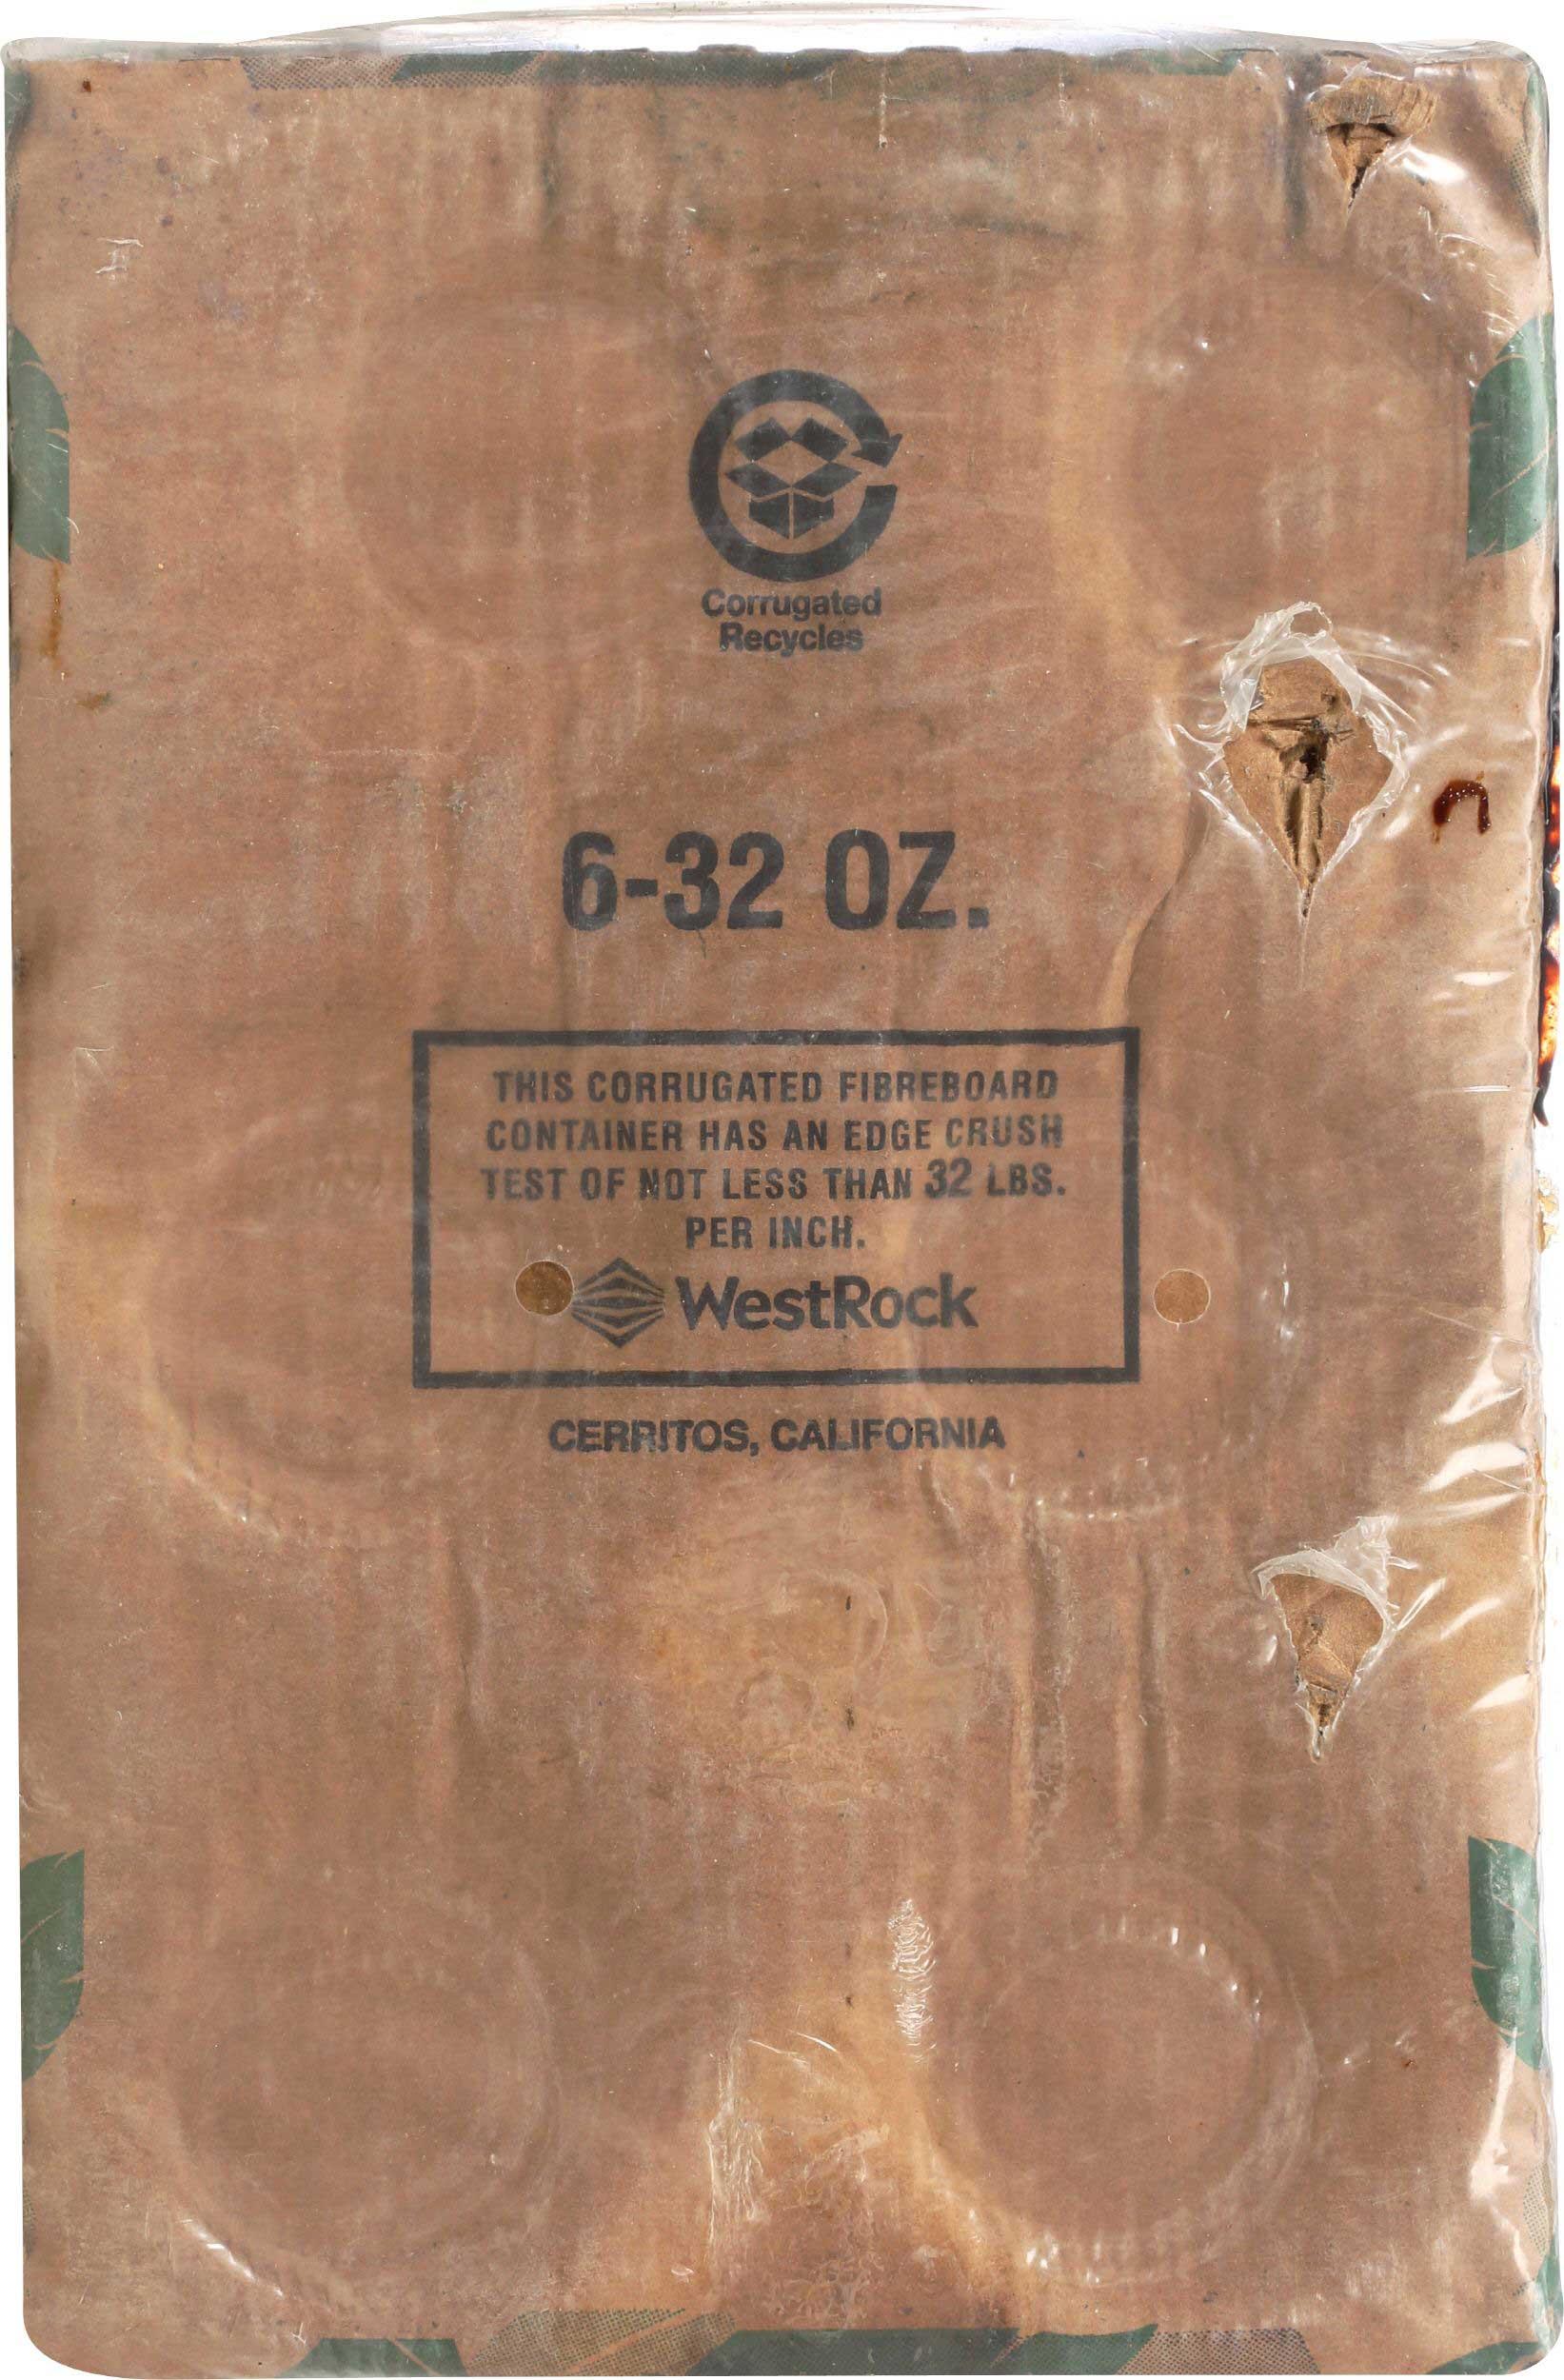 Corrugated
Recycles
6-32 OZ.
THIS CORRUGATED FIBREBOARD
CONTAINER HAS AN EDGE CRUSH
TEST OF NOT LESS THAN 32 LBS.
PER INCH.
WestRock
CERRITOS, CALIFORNIA